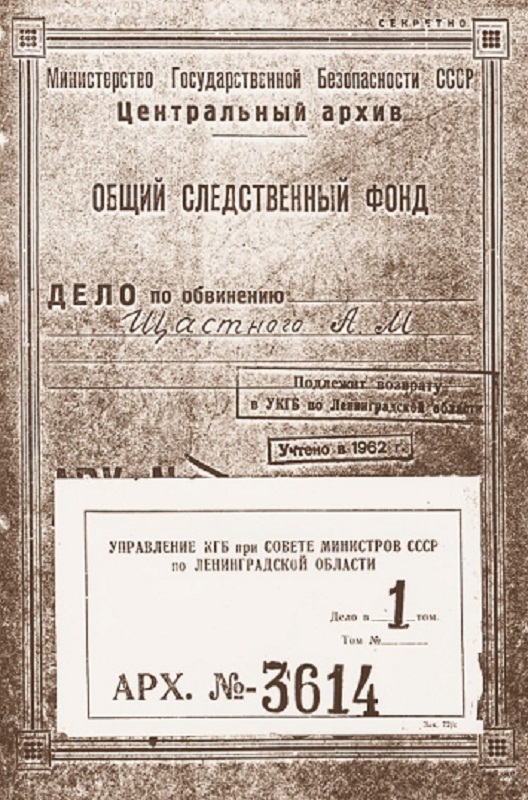 СЕКРЕТНО
Министерство Государственной Безопасности СССР
Центральный архив
ОБЩИЙ СЛЕДСТВЕННЫЙ ФОНД
ДЕЛО по обвинению
Щастного А М
Подлежит возврату
в УКГБ по Ленинградской области
Учтено в 1962 г.
АРХ. №
УПРАВЛЕНИЕ КГБ при СОВЕТЕ МИНИСТРОВ СССР
по ЛЕНИНГРАДСКОЙ ОБЛАСТИ
Дело в 1 том.
Том №
АРХ. №-3614